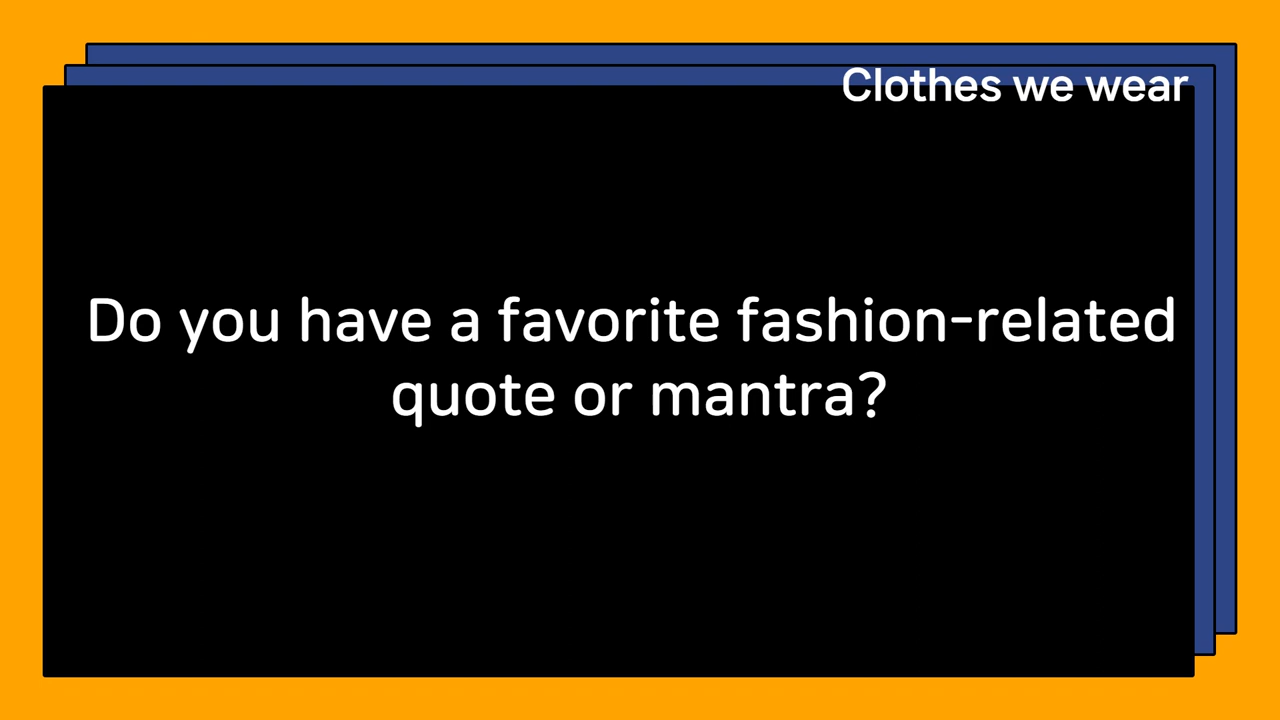 Clothes we wear
Do you have a favorite fashion-related
quote or mantra?